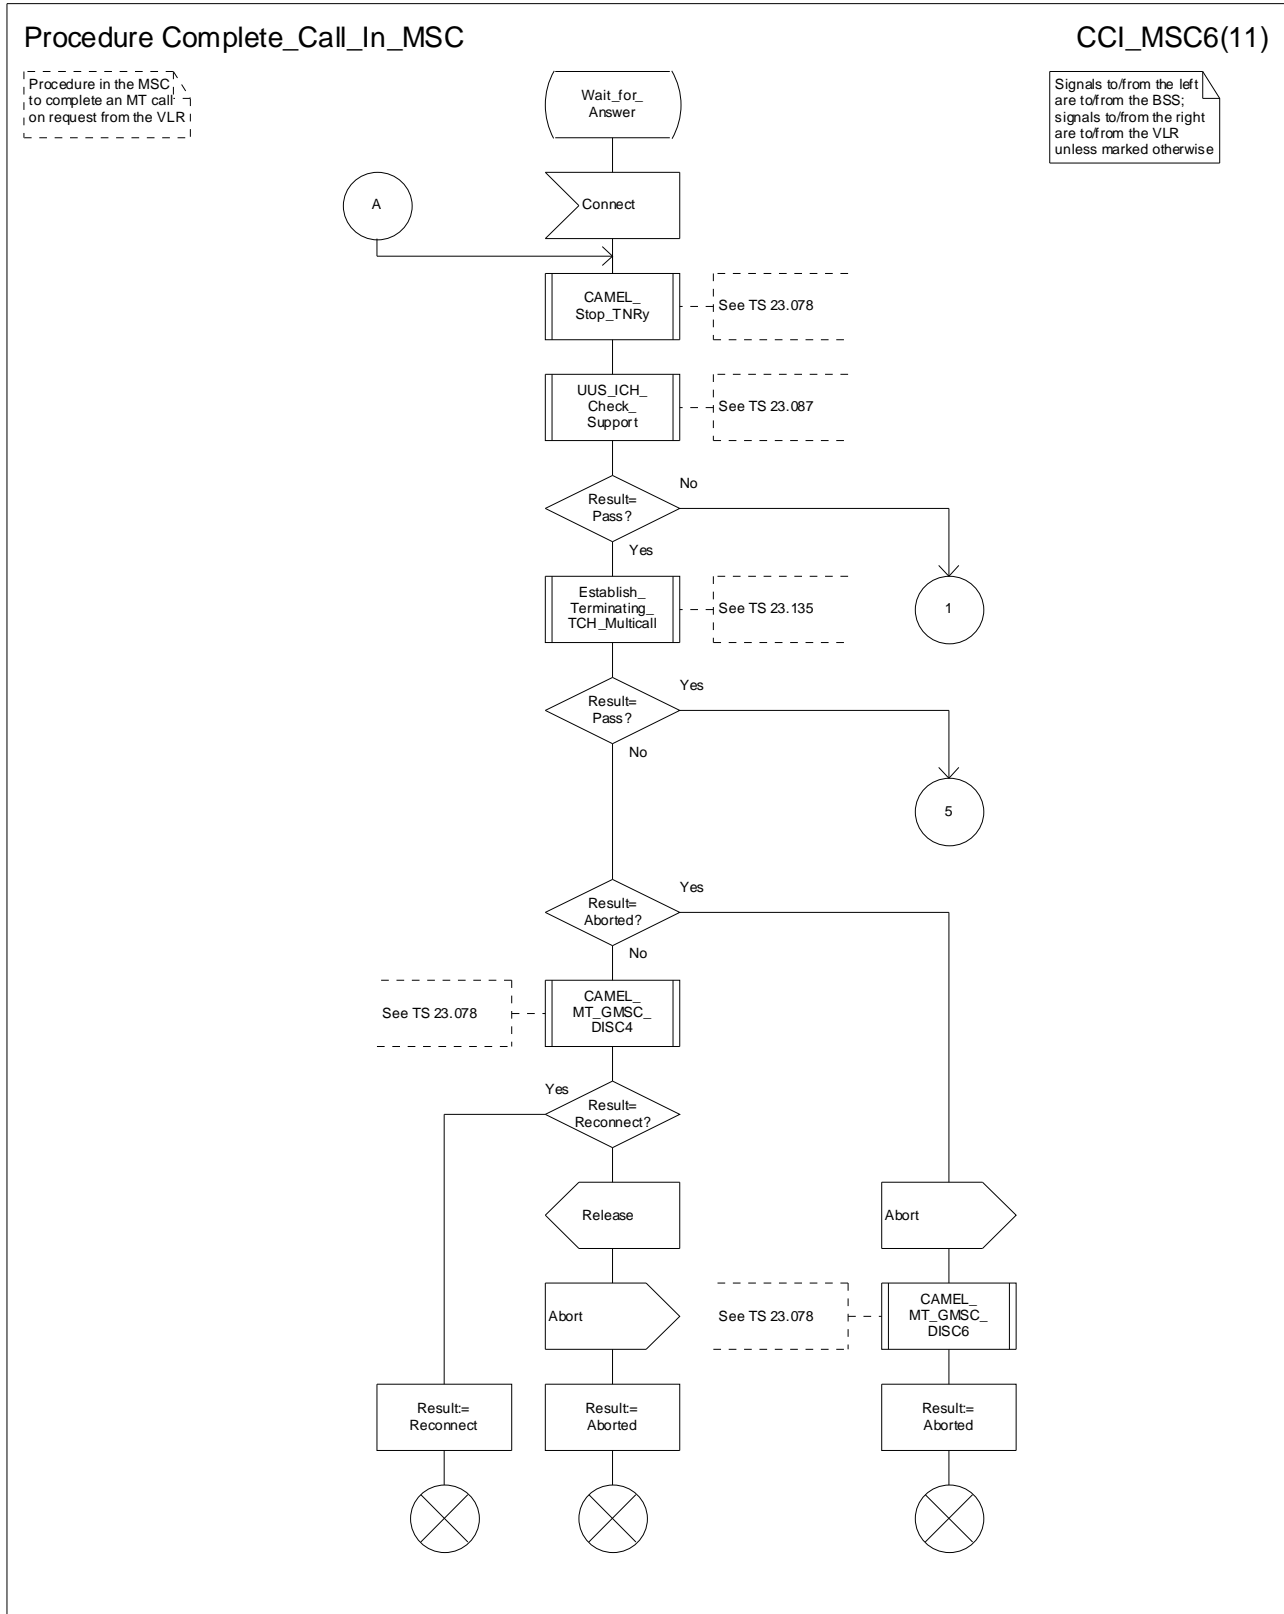 Procedure Complete_Call_In_MSC
CCI_MSC6(11)
Procedure in the MSC
to complete an MT call
on request from the VLR
Signals to/from the left
are to/from the BSS;
signals to/from the right
are to/from the VLR
unless marked otherwise
Wait_for_
Answer
A
Connect
CAMEL_
Stop_TNRy
See TS 23.078
UUS_ICH_
Check_
Support
See TS 23.087
Result=
Pass?
No
Yes
Establish_
Terminating_
TCH_Multicall
See TS 23.135
1
Result=
Pass?
Yes
No
5
Result=
Aborted?
Yes
No
See TS 23.078
CAMEL_
MT_GMSC_
DISC4
Yes
Result=
Reconnect?
Release
Abort
Abort
See TS 23.078
CAMEL_
MT_GMSC_
DISC6
Result:=
Reconnect
Result:=
Aborted
Result:=
Aborted